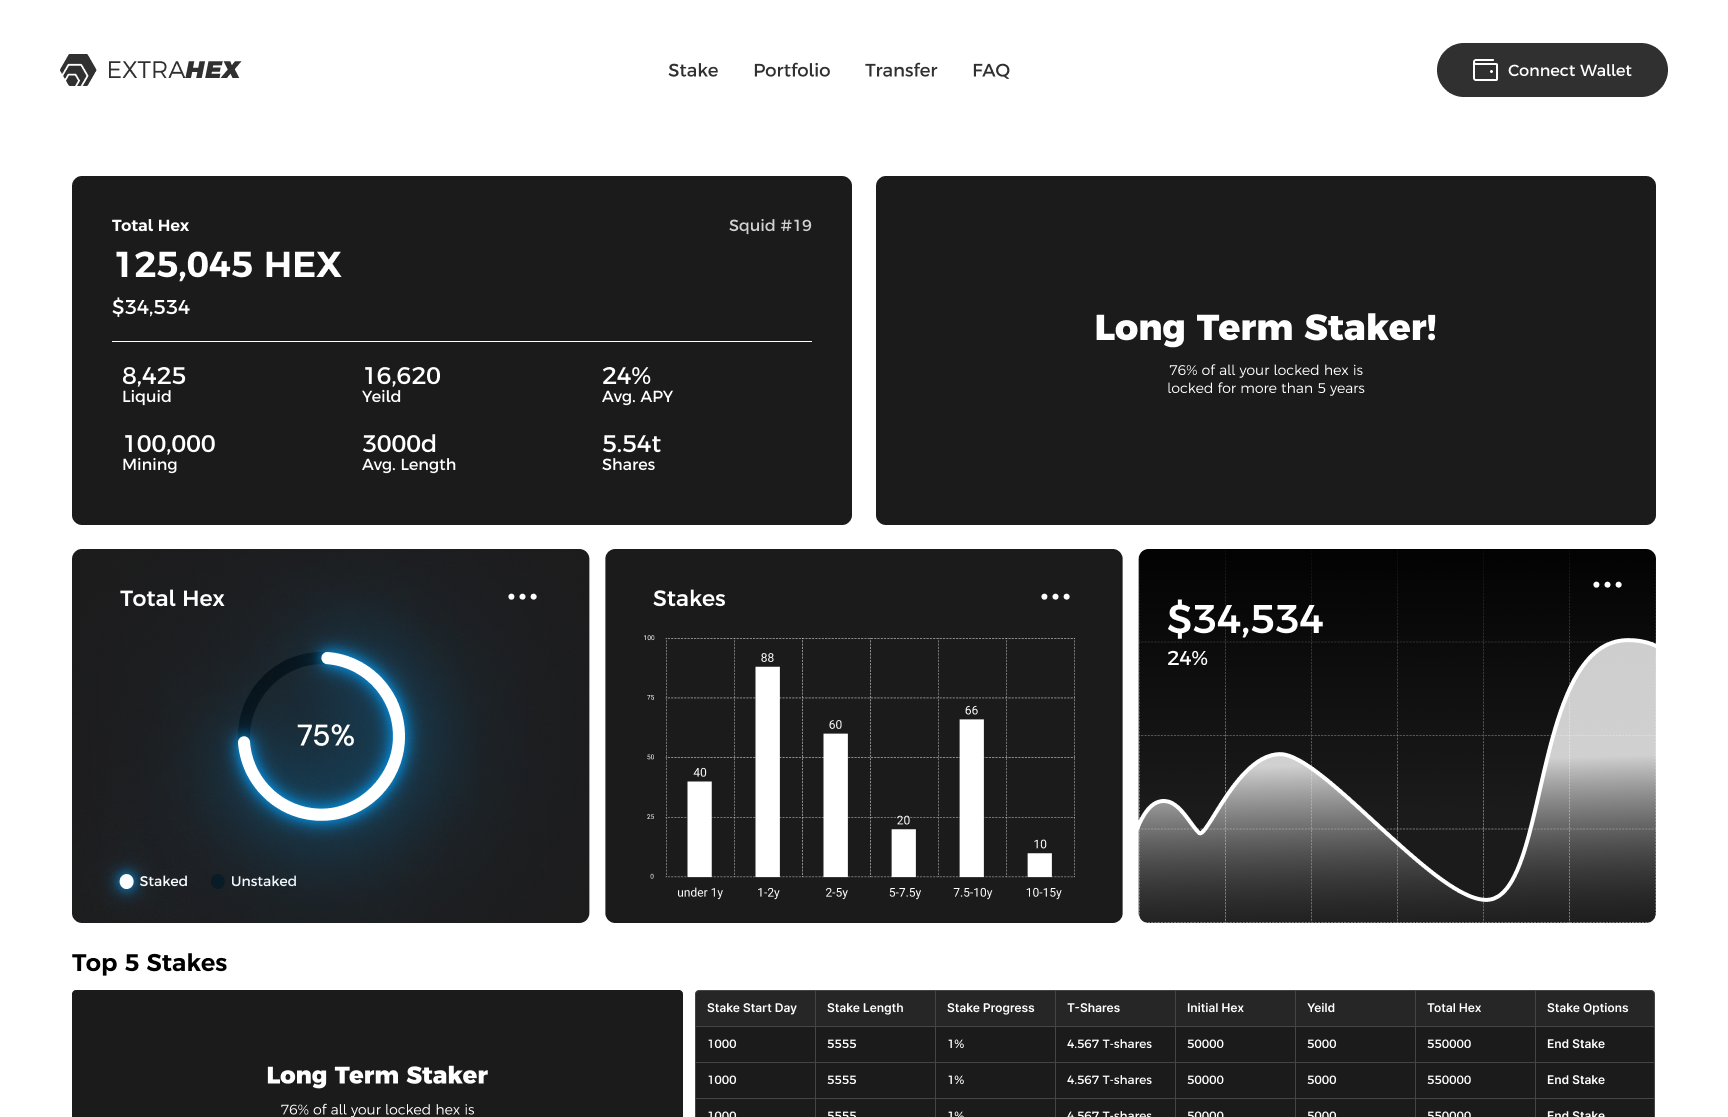 EXTRAHEX
Stake Portfolio Transfer FAQ
Connect Wallet
Total Hex
Squid #19
125,045 HEX
$34,534
8,425 16,620 24%
Liquid Yeild Avg. APY
100,000 3000d 5.54t
Mining Avg. Length Shares
Long Term Staker!
76% of all your locked hex is
locked for more than 5 years
Total Hex
75%
Staked Unstaked
Stakes
100
75
50
25
0
40 88 60 20 66 10
under 1y 1-2y 2-5y 5-7.5y 7.5-10y 10-15y
$34,534
24%
Top 5 Stakes
Long Term Staker
76% of all your locked hex is
Stake Start Day Stake Length Stake Progress T-Shares Initial Hex Yeild Total Hex Stake Options
1000 5555 1% 4.567 T-shares 50000 5000 550000 End Stake
1000 5555 1% 4.567 T-shares 50000 5000 550000 End Stake
1000 5555 1% 4.567 T-shares 50000 5000 550000 End Stake